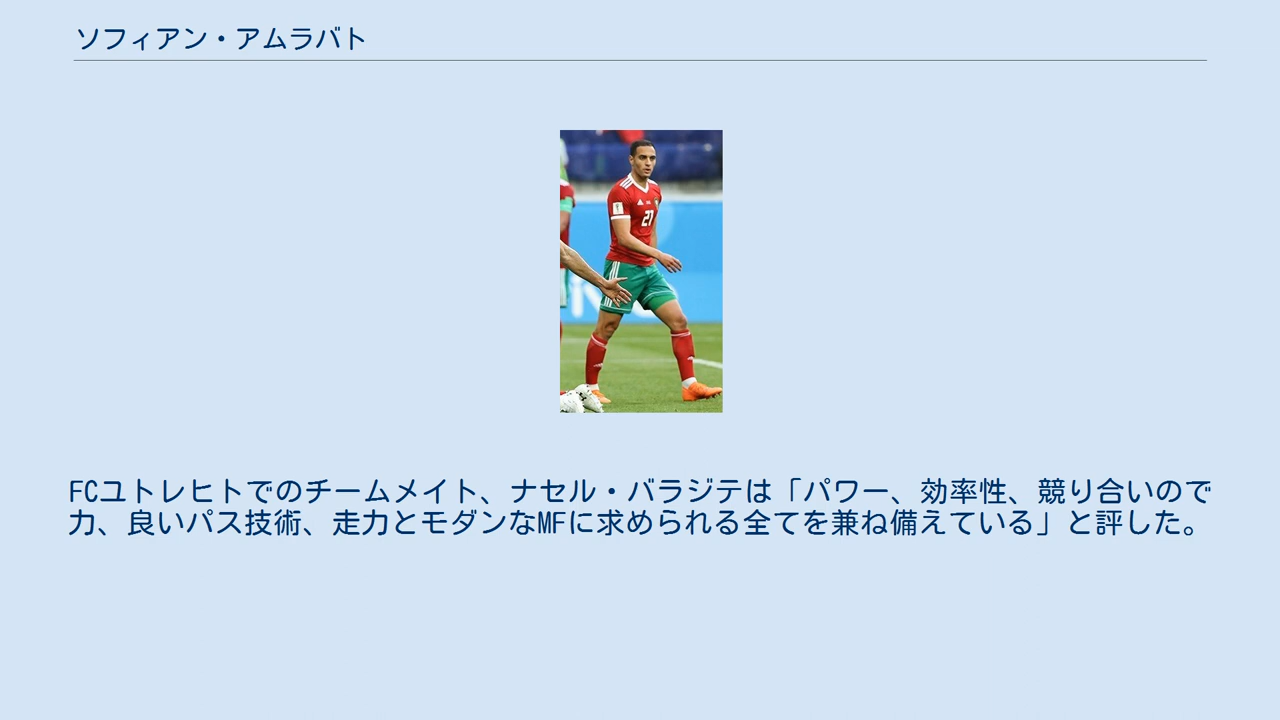 ソフィアン・アムラバト
21
FCユトレヒトでのチームメイト、ナセル・バラジテは「パワー、効率性、競り合いので
力、良いパス技術、走力とモダンなMFに求められる全てを兼ね備えている」と評した。